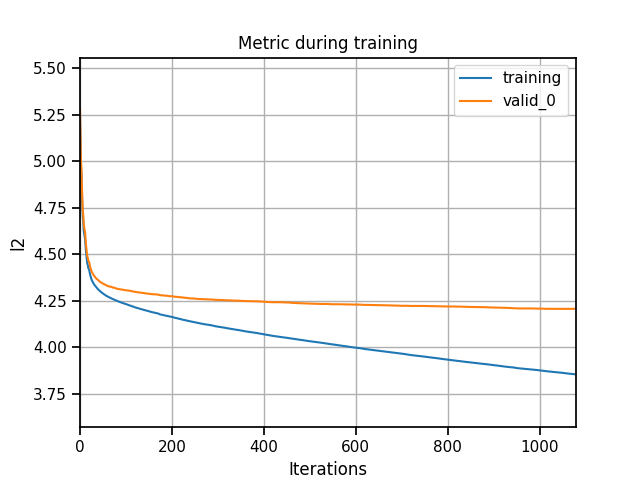 Metric during training
training
valid_0
5.50
5.25
5.00
4.75
4.50
4.25
4.00
3.75
l2
0 200 400 600 800 1000
Iterations